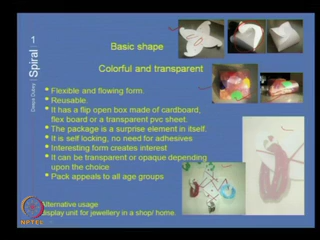 1
Spiral
Basic shape
Colorful and transparent
* Flexible and flowing form.
* Reusable.
* It has a flip open box made of cardboard,
flex board or a transparent pvc sheet.
* The package is a surprise element in itself.
* It is self locking, no need for adhesives
* Interesting form creates interest
* It can be transparent or opaque depending
upon the choice
* Pack appeals to all age groups
Alternative usage
display unit for jewellery in a shop/ home.
NPTEL